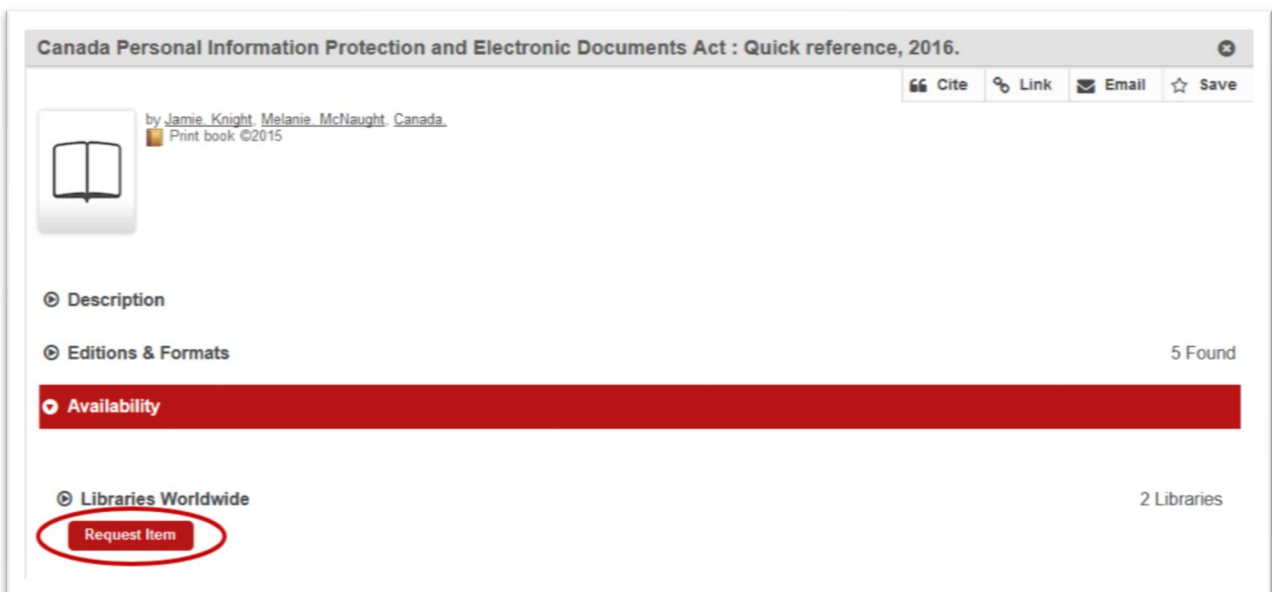 Canada Personal Information Protection and Electronic Documents Act : Quick reference, 2016.
Cite Link Email Save
by Jamie. Knight, Melanie. McNaught, Canada.
Print book ©2015
Description
Editions & Formats 5 Found
Availability
Libraries Worldwide 2 Libraries
Request Item